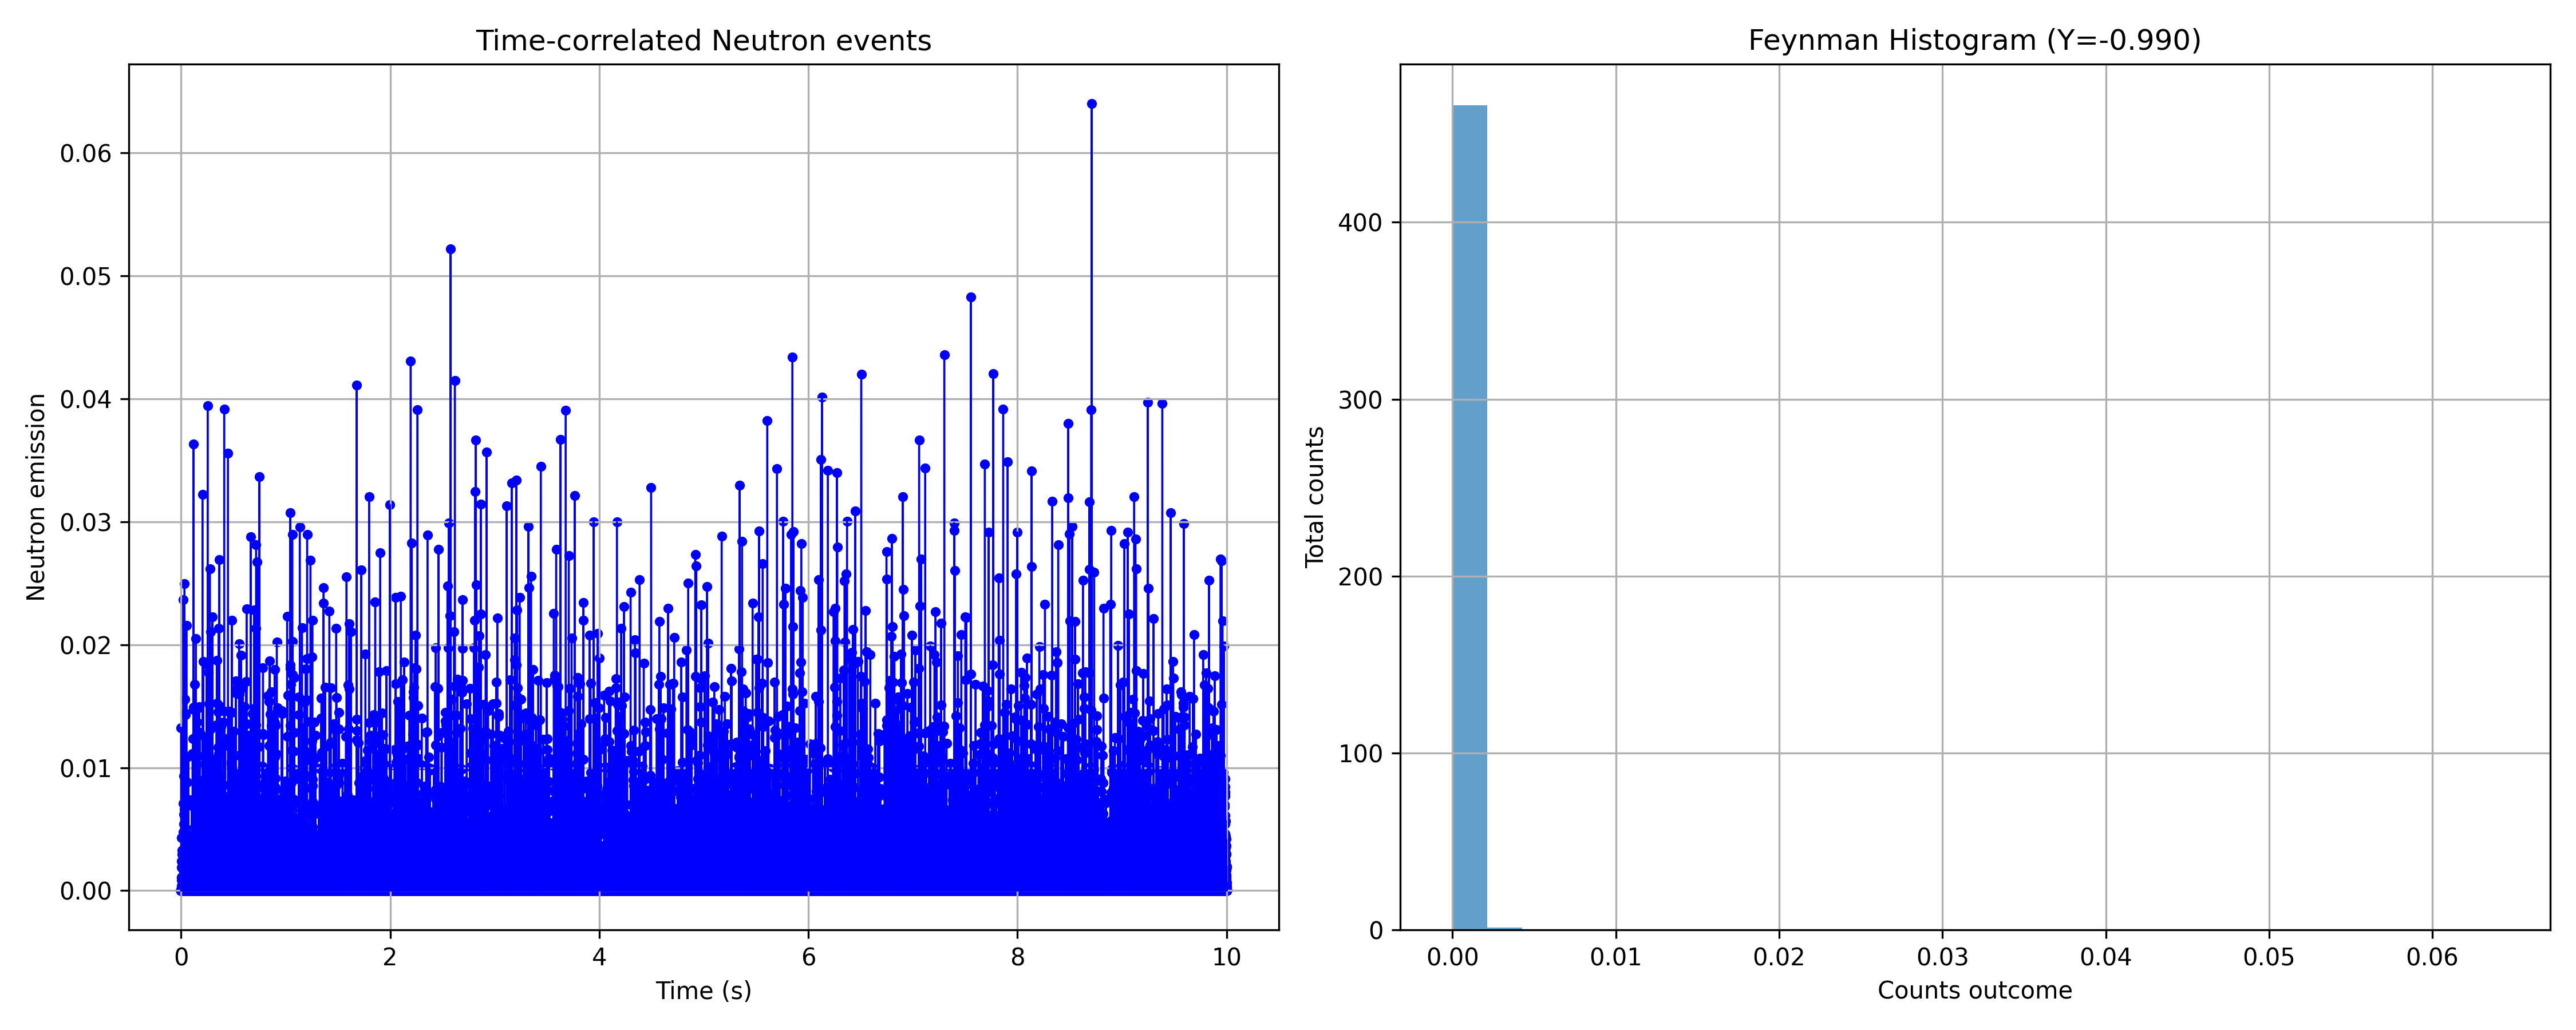 Time-correlated Neutron events
Neutron emission
0.06
0.05
0.04
0.03
0.02
0.01
0.00
0 2 4 6 8 10
Time (s)
Feynman Histogram (Y=-0.990)
Total counts
400
300
200
100
0
0.00 0.01 0.02 0.03 0.04 0.05 0.06
Counts outcome